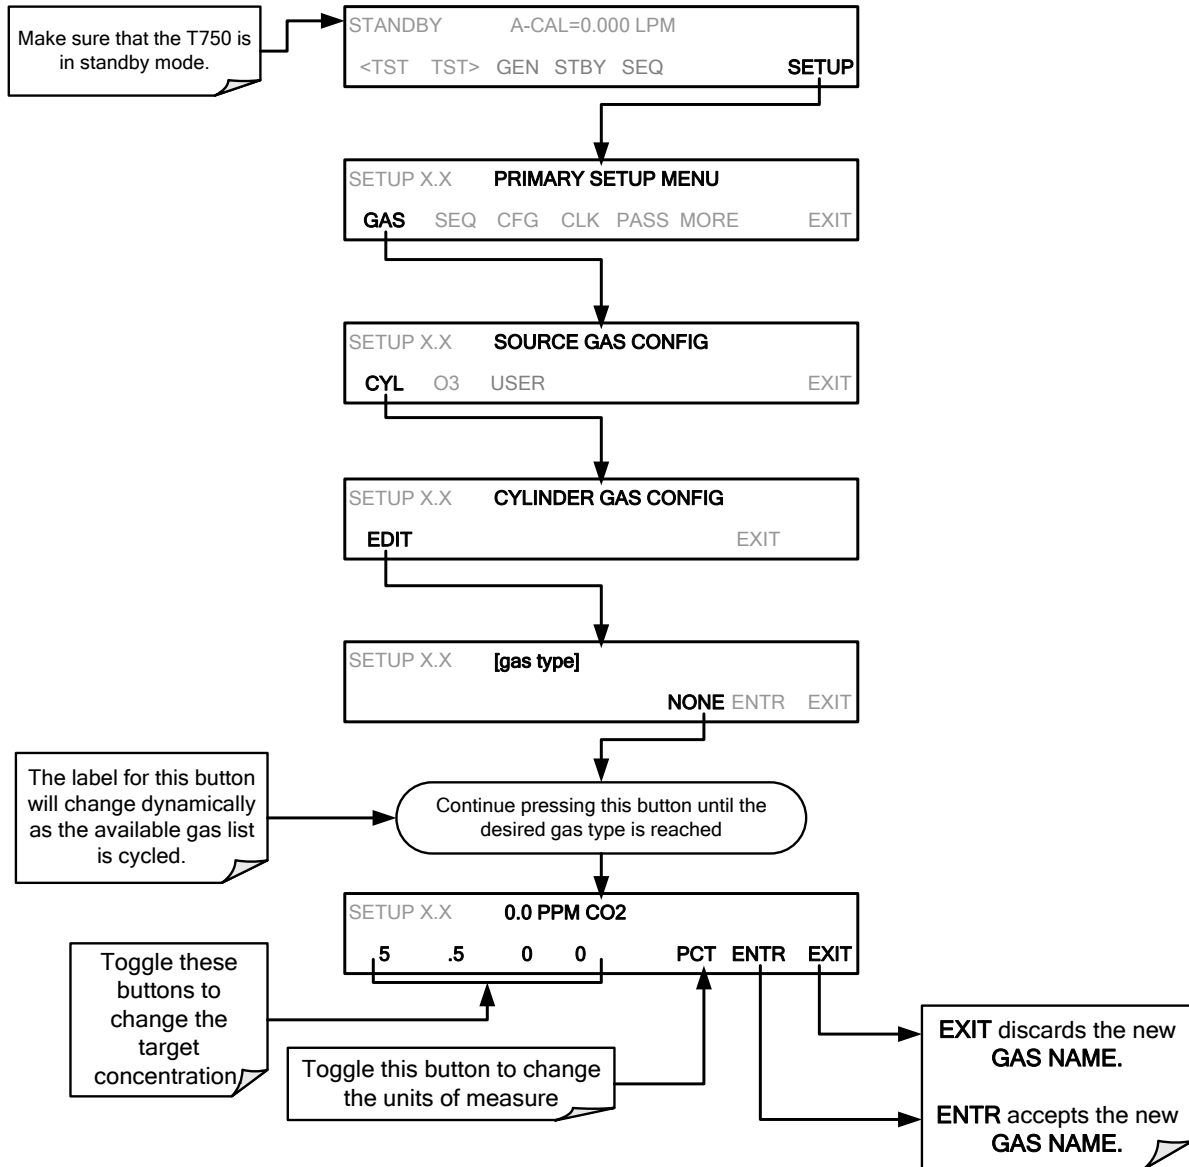 Make sure that the T750 is
in standby mode.
STANDBY A-CAL=0.000 LPM
<TST TST> GEN STBY SEQ SETUP
SETUP X.X PRIMARY SETUP MENU
GAS SEQ CFG CLK PASS MORE EXIT
SETUP X.X SOURCE GAS CONFIG
CYL O3 USER EXIT
SETUP X.X CYLINDER GAS CONFIG
EDIT EXIT
SETUP X.X [gas type]
NONE ENTR EXIT
The label for this button
will change dynamically
as the available gas list
is cycled.
Continue pressing this button until the
desired gas type is reached
SETUP X.X 0.0 PPM CO2
5 .5 0 0 PCT ENTR EXIT
Toggle these
buttons to
change the
target
concentration
Toggle this button to change
the units of measure
EXIT discards the new
GAS NAME.
ENTR accepts the new
GAS NAME.